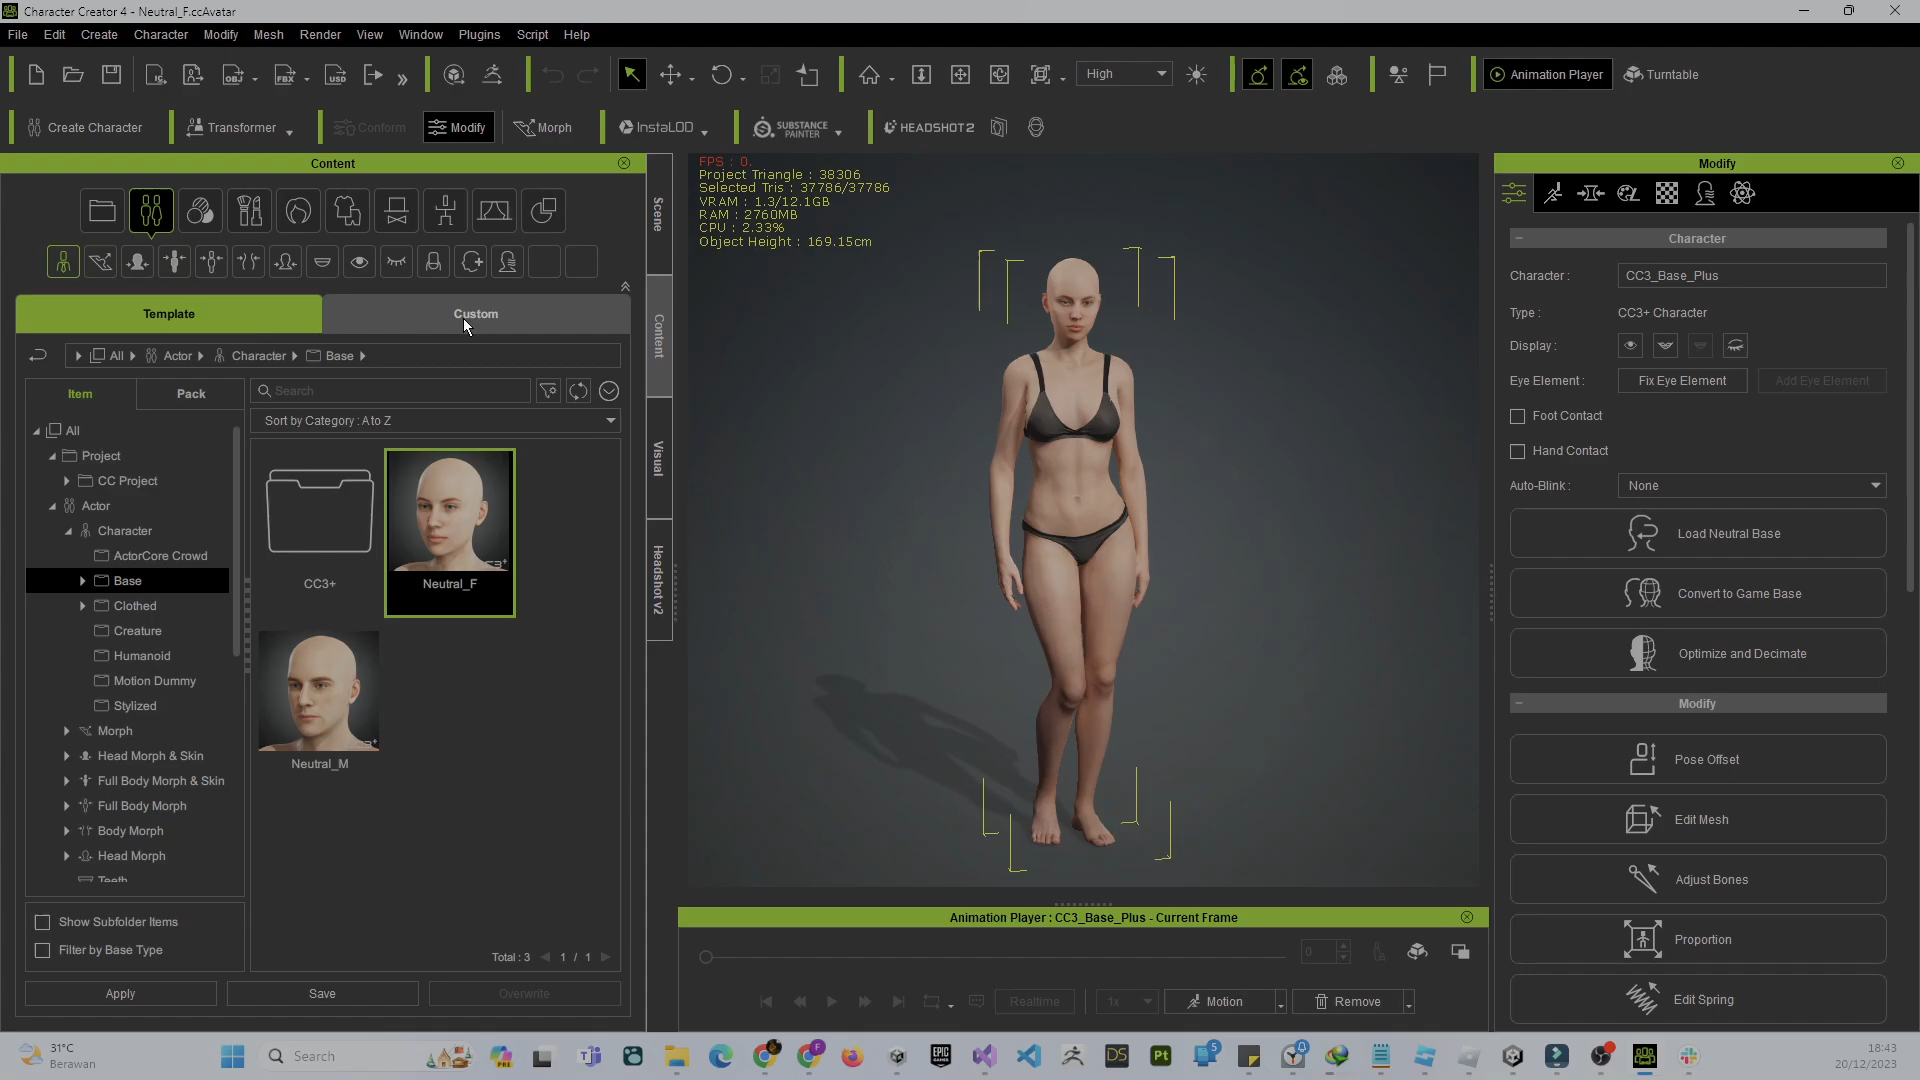 Character Creator 4 - Neutral_F.ccAvatar
File Edit Create Character Modify Mesh Render View Window Plugins Script Help
High
Animation Player Turntable
Create Character Transformer Conform Modify Morph InstaLOD SUBSTANCE PAINTER HEADSHOT2
Content
Template Custom
All Actor Character Base
Item Pack
Search
Sort by Category : A to Z
All
Project
CC Project
Actor
Character
ActorCore Crowd
Base
Clothed
Creature
Humanoid
Motion Dummy
Stylized
Morph
Head Morph & Skin
Full Body Morph & Skin
Full Body Morph
Body Morph
Head Morph
Teeth
CC3+
Neutral_F
Neutral_M
Show Subfolder Items
Filter by Base Type
Total : 3 1 / 1
Apply Save Overwrite
Scene
Content
Visual
Headshot v2
FPS : 0.
Project Triangle : 38306
Selected Tris : 37786/37786
VRAM : 1.3/12.1GB
RAM : 2760MB
CPU : 2.33%
Object Height : 169.15cm
Animation Player : CC3_Base_Plus - Current Frame
0
Realtime 1x Motion Remove
Modify
Character
Character : CC3_Base_Plus
Type : CC3+ Character
Display :
Eye Element : Fix Eye Element Add Eye Element
Foot Contact
Hand Contact
Auto-Blink : None
Load Neutral Base
Convert to Game Base
Optimize and Decimate
Modify
Pose Offset
Edit Mesh
Adjust Bones
Proportion
Edit Spring
31°C
Berawan
Search
PRE
EPIC GAMES
DS
Pt
5
18:43
20/12/2023